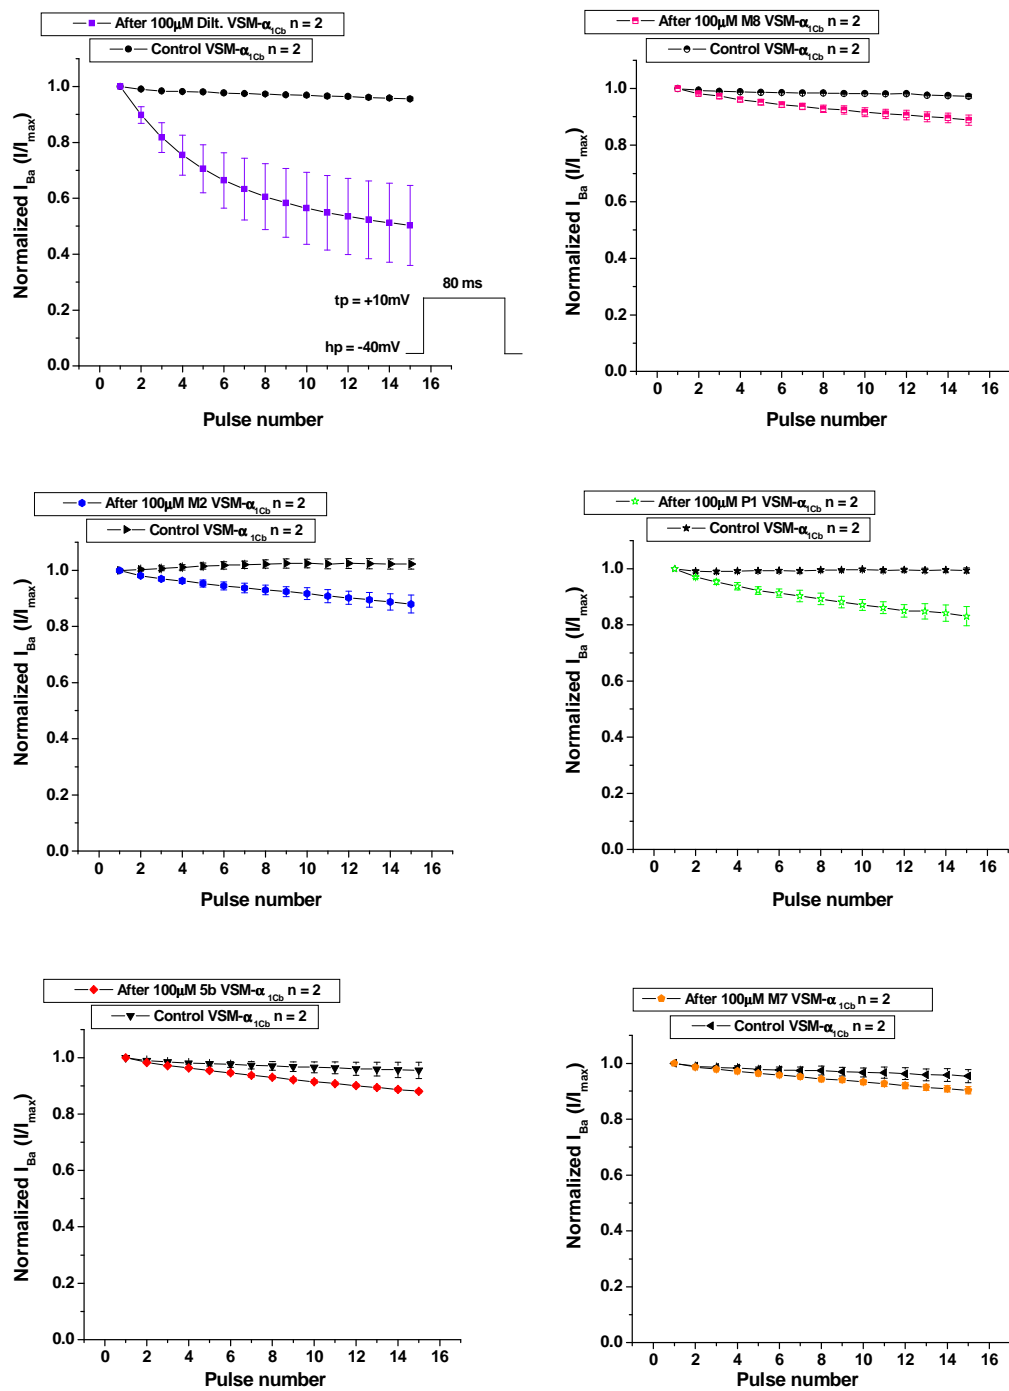 After 100μM Dilt. VSM-α1Cb n = 2
Control VSM-α1Cb n = 2
Normalized IBa (I/Imax)
1.0
0.8
0.6
0.4
0.2
0.0
80 ms
tp = +10mV
hp = -40mV
0 2 4 6 8 10 12 14 16
Pulse number
After 100μM M8 VSM-α1Cb n = 2
Control VSM-α1Cb n = 2
Normalized IBa (I/Imax)
1.0
0.8
0.6
0.4
0.2
0.0
0 2 4 6 8 10 12 14 16
Pulse number
After 100μM M2 VSM-α1Cb n = 2
Control VSM-α1Cb n = 2
Normalized IBa (I/Imax)
1.0
0.8
0.6
0.4
0.2
0.0
0 2 4 6 8 10 12 14 16
Pulse number
After 100μM P1 VSM-α1Cb n = 2
Control VSM-α1Cb n = 2
Normalized IBa (I/Imax)
1.0
0.8
0.6
0.4
0.2
0.0
0 2 4 6 8 10 12 14 16
Pulse number
After 100μM 5b VSM-α1Cb n = 2
Control VSM-α1Cb n = 2
Normalized IBa (I/Imax)
1.0
0.8
0.6
0.4
0.2
0.0
0 2 4 6 8 10 12 14 16
Pulse number
After 100μM M7 VSM-α1Cb n = 2
Control VSM-α1Cb n = 2
Normalized IBa (I/Imax)
1.0
0.8
0.6
0.4
0.2
0.0
0 2 4 6 8 10 12 14 16
Pulse number